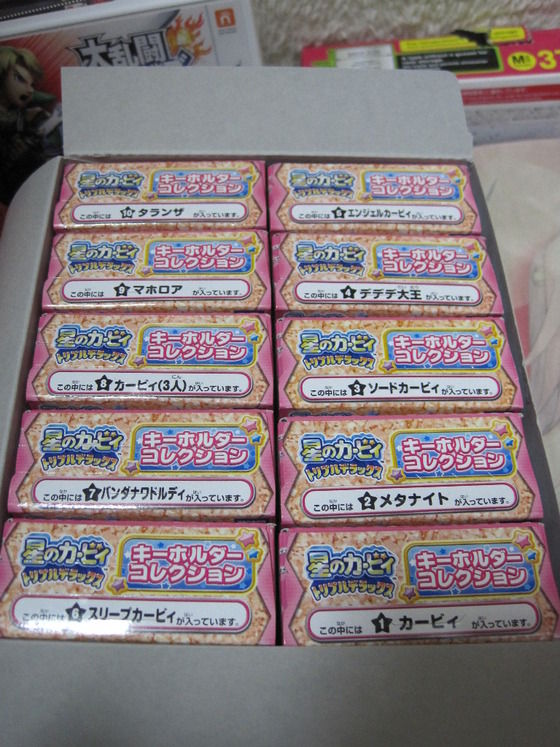 大乱闘
M
星のカービィ
トリプルデラックス
キーホルダー
コレクション
この中には 10 タランザ が入っています。
星のカービィ
トリプルデラックス
キーホルダー
コレクション
この中には エンジェルカービィ が入っています。
星のカービィ
トリプルデラックス
キーホルダー
コレクション
この中には マホロア が入っています。
星のカービィ
トリプルデラックス
キーホルダー
コレクション
この中には 4 デデデ大王 が入っています。
星のカービィ
トリプルデラックス
キーホルダー
コレクション
この中には カービィ(3人) が入っています。
星のカービィ
トリプルデラックス
キーホルダー
コレクション
この中には 3 ソードカービィ が入っています。
星のカービィ
トリプルデラックス
キーホルダー
コレクション
この中には 7 バンダナワドルディ が入っています。
星のカービィ
トリプルデラックス
キーホルダー
コレクション
この中には 2 メタナイト が入っています。
星のカービィ
トリプルデラックス
キーホルダー
コレクション
この中には 6 スリープカービィ が入っています。
星のカービィ
トリプルデラックス
キーホルダー
コレクション
この中には 1 カービィ が入っています。